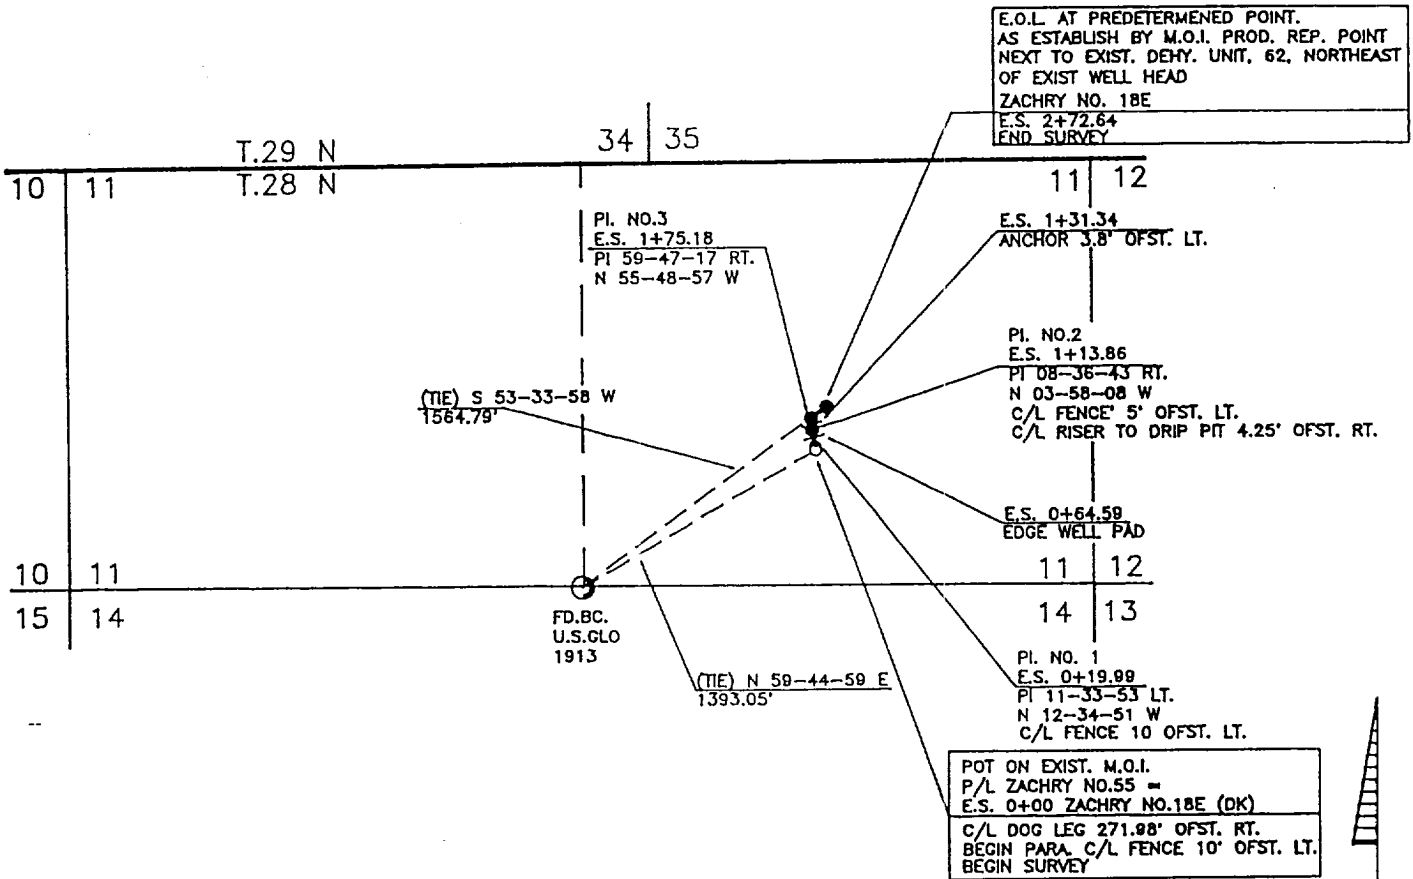 E.O.L. AT PREDETERMENED POINT.
AS ESTABLISH BY M.O.I. PROD. REP. POINT
NEXT TO EXIST. DEHY. UNIT, 62, NORTHEAST
OF EXIST WELL HEAD
ZACHRY NO. 18E
E.S. 2+72.64
END SURVEY
34 35
T.29 N
T.28 N
10 11
11 12
PI. NO.3
E.S. 1+75.18
PI 59-47-17 RT.
N 55-48-57 W
E.S. 1+31.34
ANCHOR 3.8' OFST. LT.
PI. NO.2
E.S. 1+13.86
PI 08-36-43 RT.
N 03-58-08 W
C/L FENCE' 5' OFST. LT.
C/L RISER TO DRIP PIT 4.25' OFST. RT.
(TIE) S 53-33-58 W
1564.79'
E.S. 0+64.59
EDGE WELL PAD
10 11
11 12
15 14
14 13
FD.BC.
U.S.GLO
1913
(TIE) N 59-44-59 E
1393.05'
PI. NO. 1
E.S. 0+19.99
PI 11-33-53 LT.
N 12-34-51 W
C/L FENCE 10 OFST. LT.
POT ON EXIST. M.O.I.
P/L ZACHRY NO.55 =
E.S. 0+00 ZACHRY NO.18E (DK)
C/L DOG LEG 271.98' OFST. RT.
BEGIN PARA. C/L FENCE 10' OFST. LT.
BEGIN SURVEY